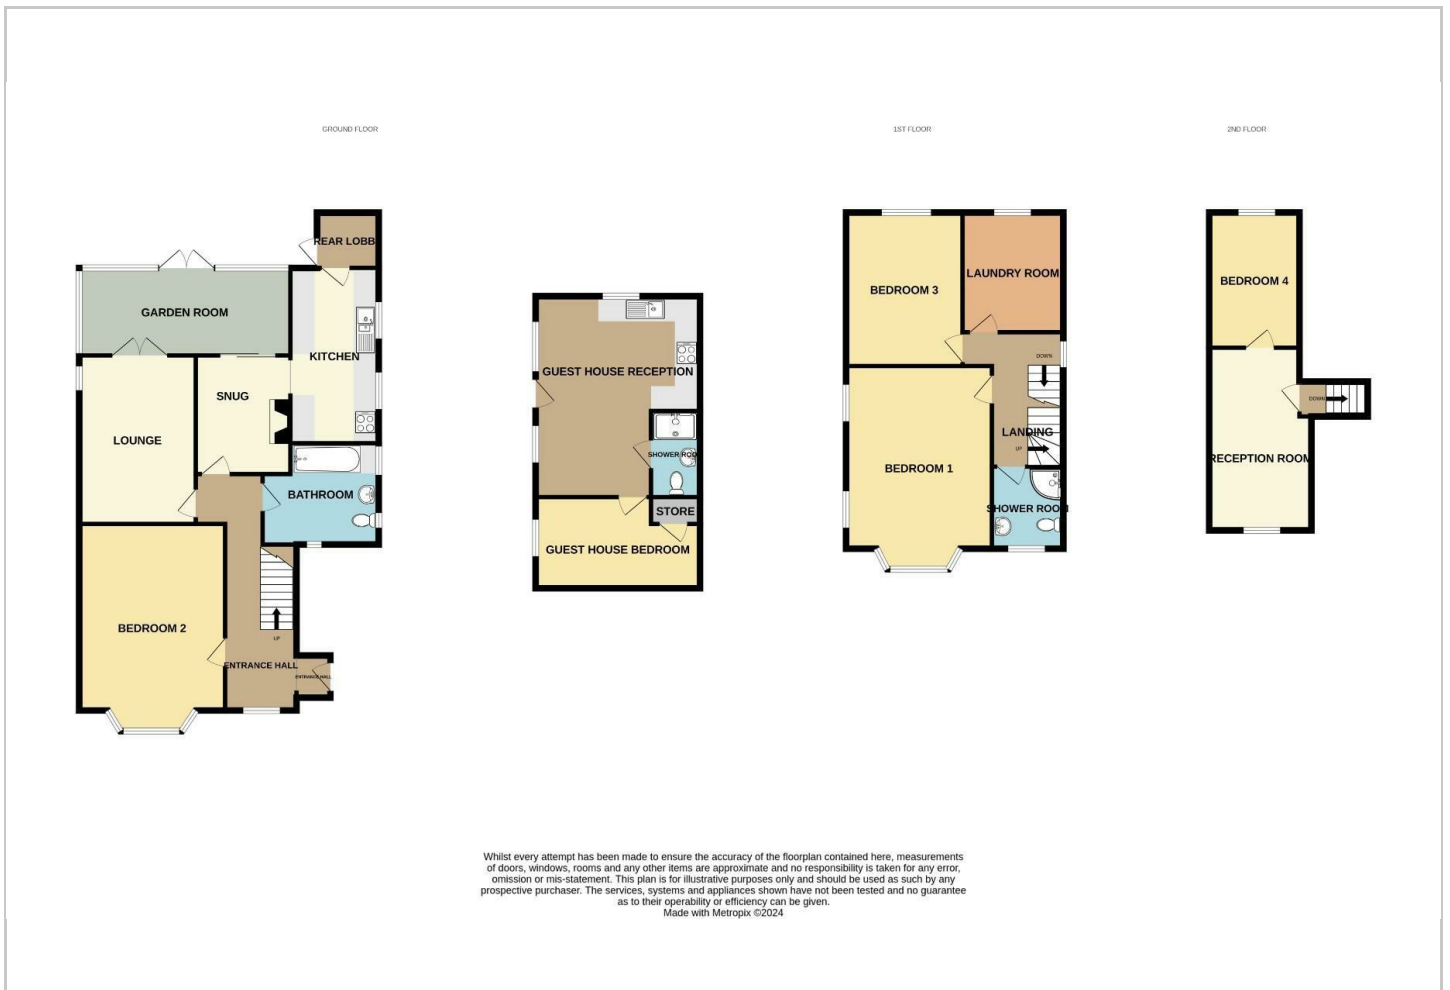 GROUND FLOOR
1ST FLOOR
2ND FLOOR
REAR LOBB
GARDEN ROOM
KITCHEN
SNUG
LOUNGE
BATHROOM
BEDROOM 2
UP
ENTRANCE HALL
ENTRANCE HALL
GUEST HOUSE RECEPTION
SHOWER ROO
STORE
GUEST HOUSE BEDROOM
BEDROOM 3
LAUNDRY ROOM
DOWN
LANDING
UP
BEDROOM 1
SHOWER ROOM
BEDROOM 4
DOWN
RECEPTION ROOM
Whilst every attempt has been made to ensure the accuracy of the floorplan contained here, measurements
of doors, windows, rooms and any other items are approximate and no responsibility is taken for any error,
omission or mis-statement. This plan is for illustrative purposes only and should be used as such by any
prospective purchaser. The services, systems and appliances shown have not been tested and no guarantee
as to their operability or efficiency can be given.
Made with Metropix ©2024